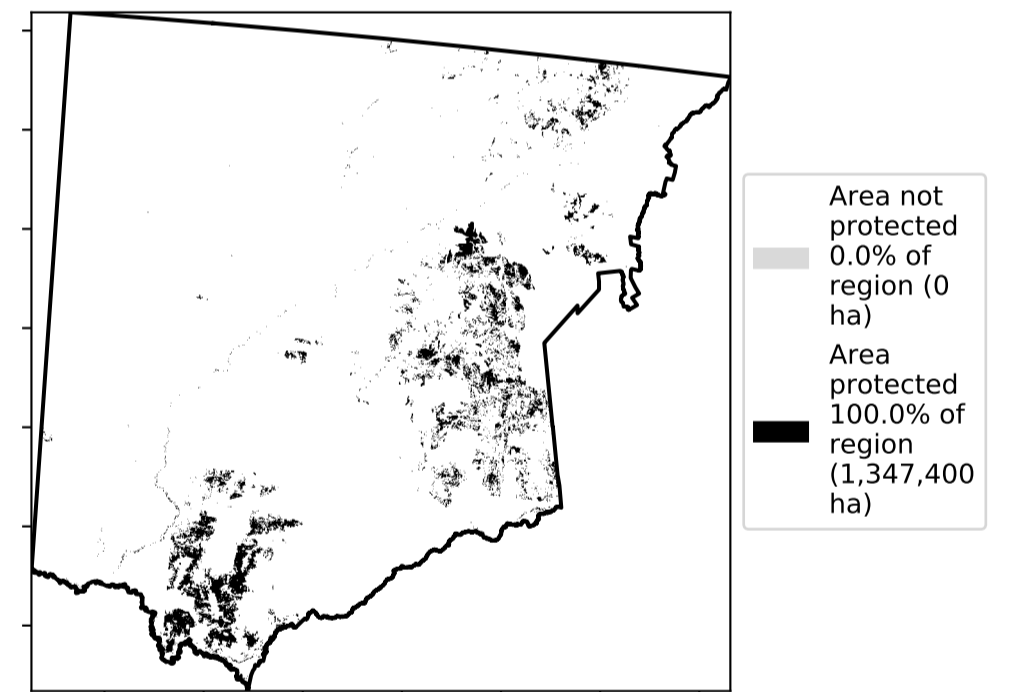 Area not
protected
0.0% of
region (0
ha)
Area
protected
100.0% of
region
(1,347,400
ha)